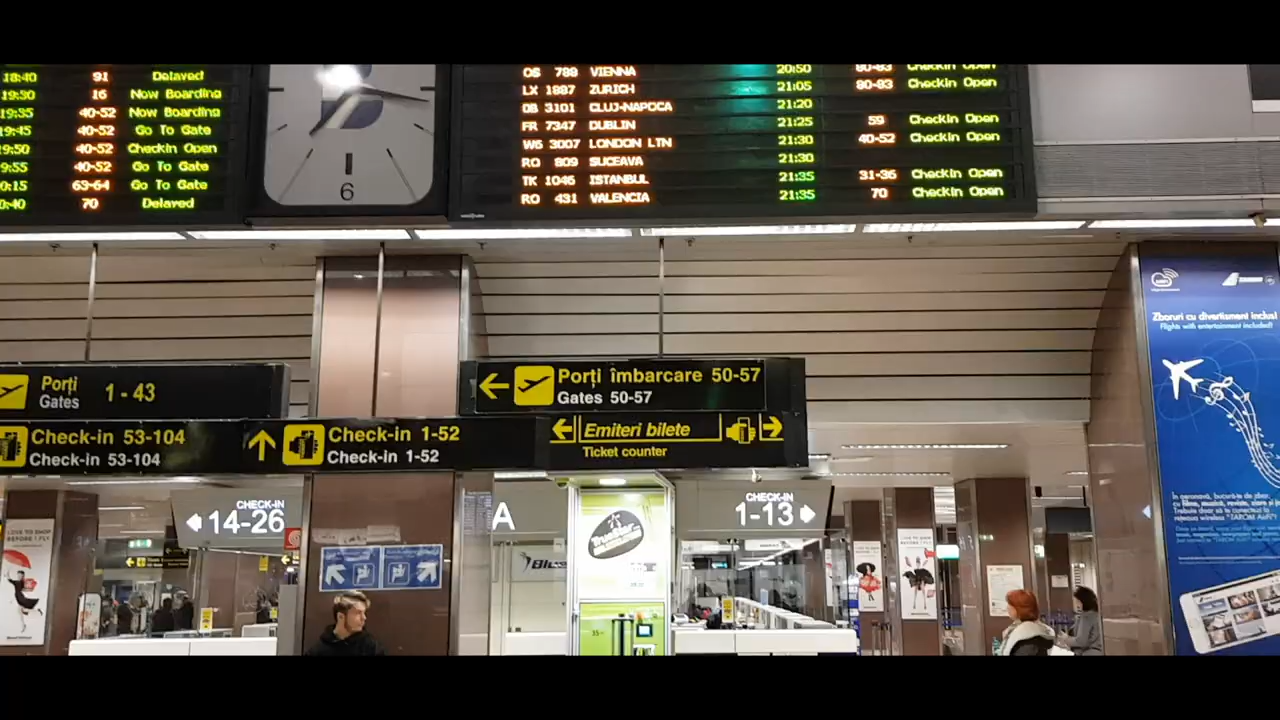 18:40 91 Delayed
19:30 16 Now Boarding
19:35 40-52 Now Boarding
19:45 40-52 Go To Gate
9:50 40-52 CheckIn Open
9:55 40-52 Go To Gate
0:15 63-64 Go To Gate
0:40 70 Delayed
6
OS 789 VIENNA 20:50 80-83 CheckIn Open
LX 1887 ZURICH 21:05 80-83 CheckIn Open
0B 3101 CLUJ-NAPOCA 21:20
FR 7347 DUBLIN 21:25 59 CheckIn Open
W6 3007 LONDON LTN 21:30 40-52 CheckIn Open
RO 809 SUCEAVA 21:30
TK 1046 ISTANBUL 21:35 31-36 CheckIn Open
RO 431 VALENCIA 21:35 70 CheckIn Open
Zboruri cu divertisment inclus!
Flights with entertainment included!
Porți
Gates
1 - 43
Porți îmbarcare 50-57
Gates 50-57
Check-in 53-104
Check-in 53-104
Check-in 1-52
Check-in 1-52
Emiteri bilete
Ticket counter
CHECK-IN
14-26
A
CHECK-IN
1-13
Blue